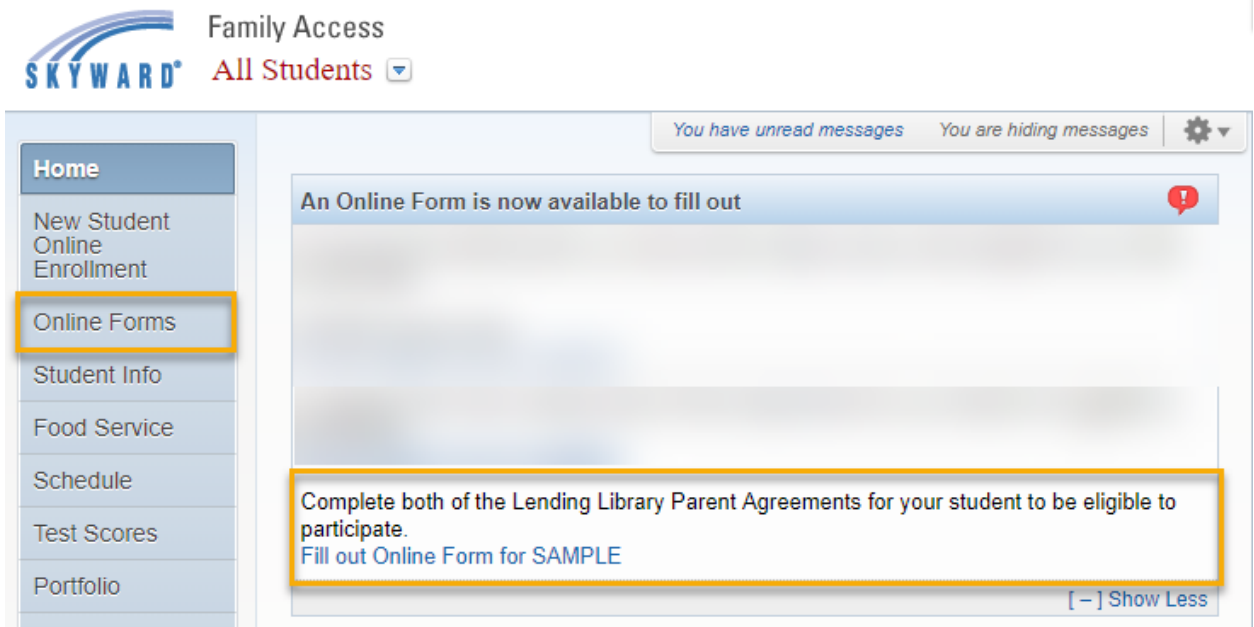 Family Access
SKYWARD®
All Students
You have unread messages
You are hiding messages
Home
New Student
Online
Enrollment
Online Forms
Student Info
Food Service
Schedule
Test Scores
Portfolio
An Online Form is now available to fill out
Complete both of the Lending Library Parent Agreements for your student to be eligible to
participate.
Fill out Online Form for SAMPLE
[ – ] Show Less